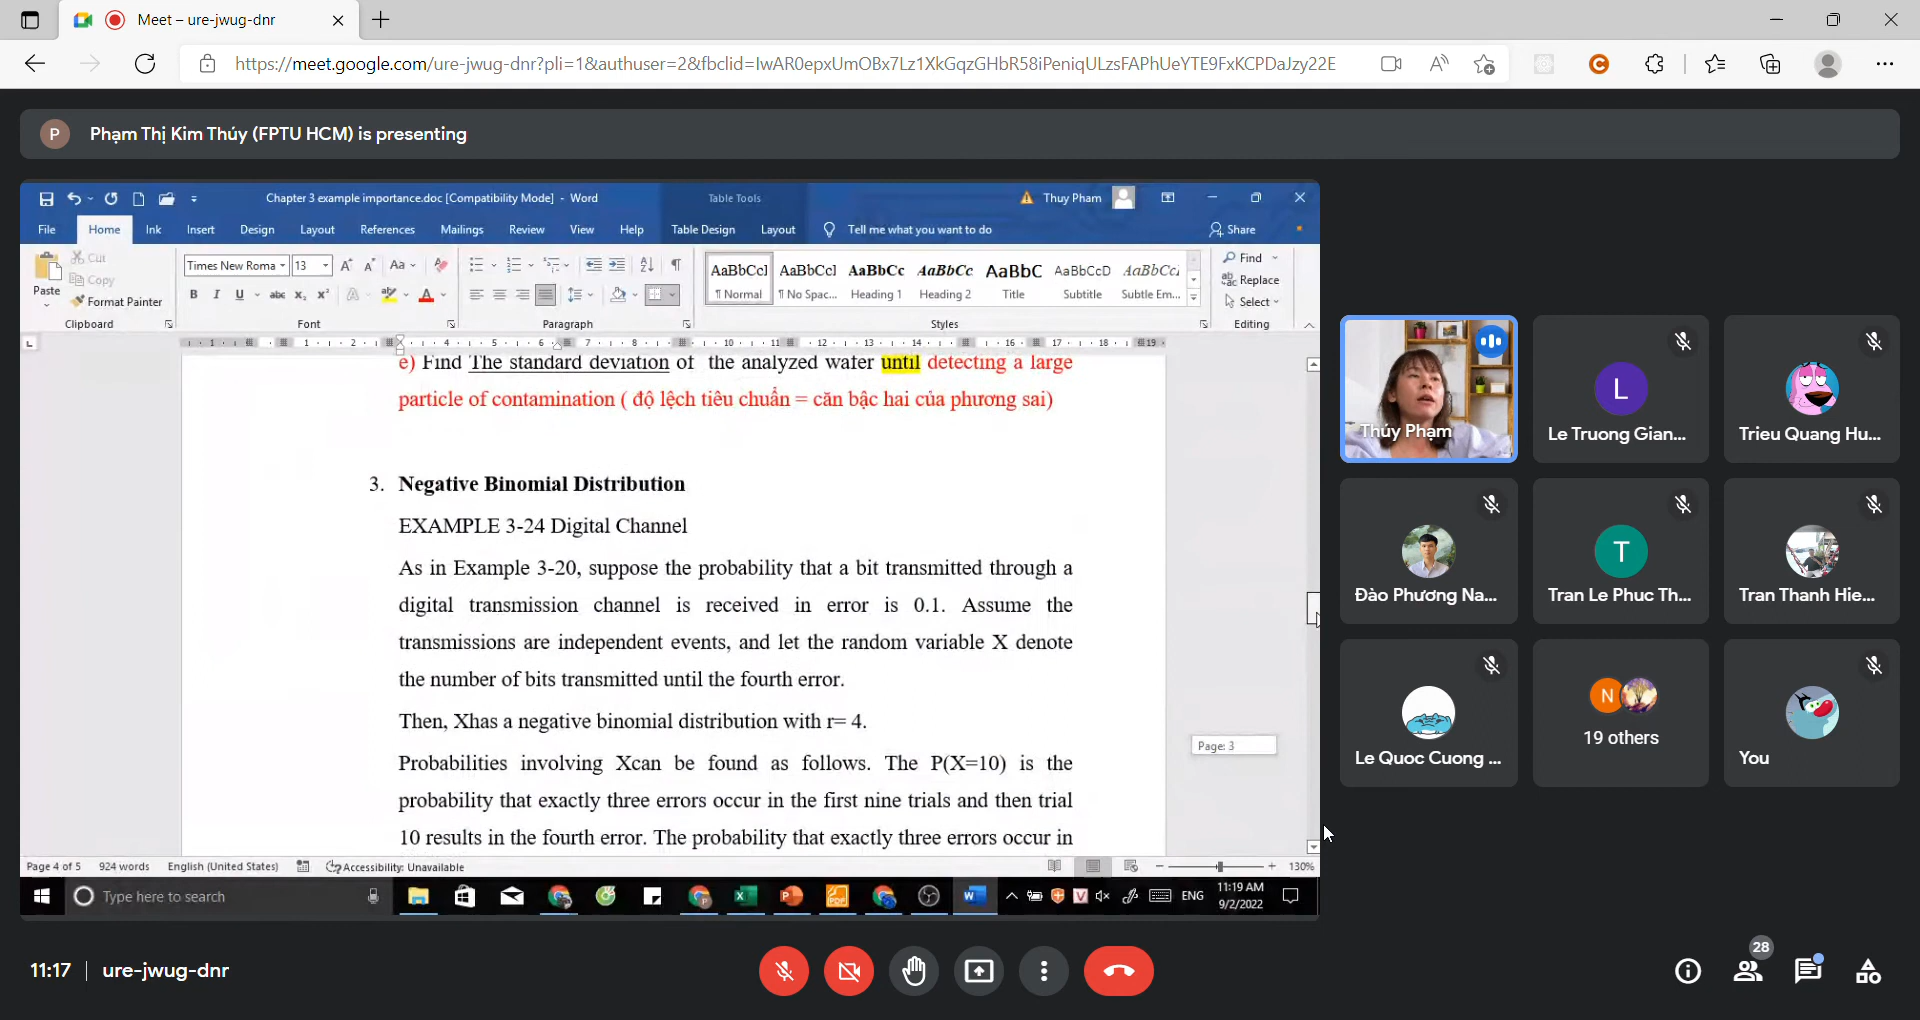 Meet – ure-jwug-dnr
https://meet.google.com/ure-jwug-dnr?pli=1&authuser=2&fbclid=IwAR0epxUmOBx7Lz1XkGqzGHbR58iPeniqULzsFAPhUeYTE9FxKCPDaJzy22E
P Phạm Thị Kim Thúy (FPTU HCM) is presenting
Chapter 3 example importance.doc [Compatibility Mode] - Word Table Tools Thuy Pham
File Home Ink Insert Design Layout References Mailings Review View Help Table Design Layout Tell me what you want to do Share
Paste Cut Copy Format Painter
Times New Roma 13
AaBbCcI AaBbCcI AaBbCc AaBbCc AaBbC AaBbCcD AaBbCcI
¶ Normal ¶ No Spac... Heading 1 Heading 2 Title Subtitle Subtle Em...
Find Replace Select
Clipboard Font Paragraph Styles Editing
e) Find The standard deviation of the analyzed wafer until detecting a large
particle of contamination ( độ lệch tiêu chuẩn = căn bậc hai của phương sai)
3. Negative Binomial Distribution
EXAMPLE 3-24 Digital Channel
As in Example 3-20, suppose the probability that a bit transmitted through a
digital transmission channel is received in error is 0.1. Assume the
transmissions are independent events, and let the random variable X denote
the number of bits transmitted until the fourth error.
Then, Xhas a negative binomial distribution with r= 4.
Probabilities involving Xcan be found as follows. The P(X=10) is the
probability that exactly three errors occur in the first nine trials and then trial
10 results in the fourth error. The probability that exactly three errors occur in
Page: 3
Page 4 of 5 924 words English (United States) Accessibility: Unavailable 130%
Type here to search
ENG 11:19 AM
9/2/2022
Thúy Phạm
L
Le Truong Gian...
Trieu Quang Hu...
Đào Phương Na...
T
Tran Le Phuc Th...
Tran Thanh Hie...
Le Quoc Cuong ...
N
19 others
You
11:17 ure-jwug-dnr
28